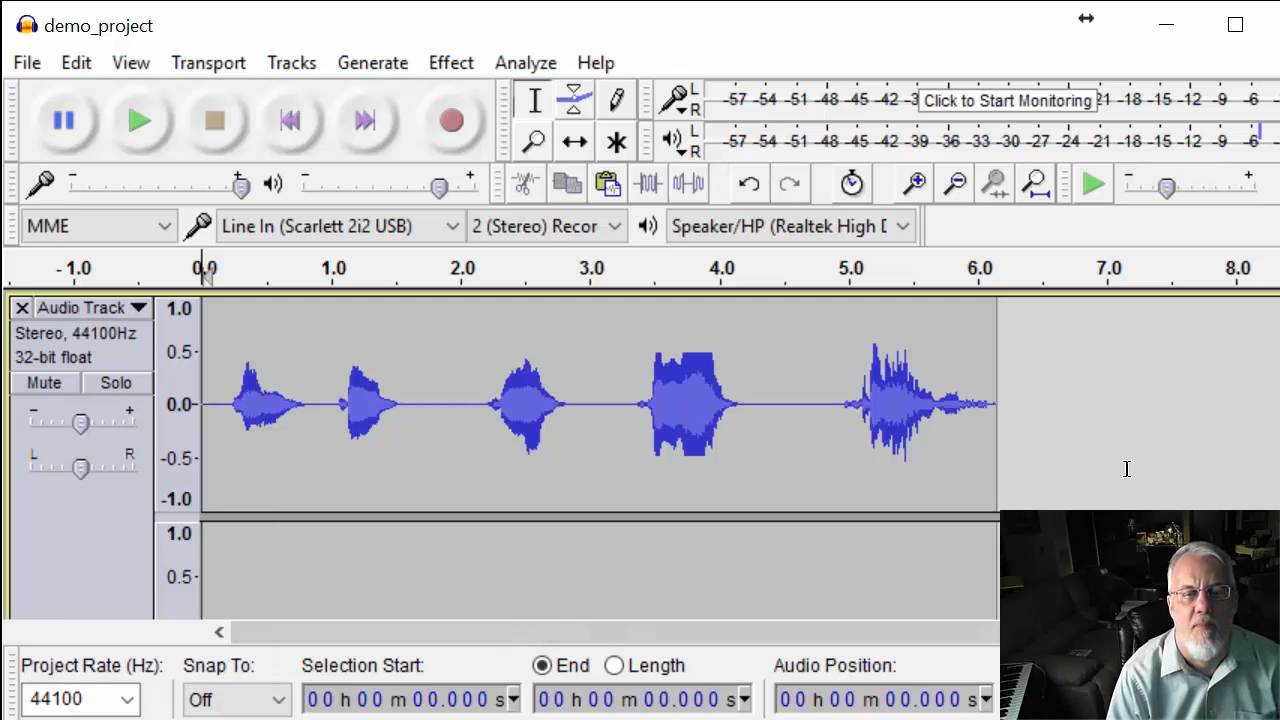 demo_project
File Edit View Transport Tracks Generate Effect Analyze Help
L
R
-57 -54 -51 -48 -45 -42 -3 Click to Start Monitoring 21 -18 -15 -12 -9 -6
L
R
-57 -54 -51 -48 -45 -42 -39 -36 -33 -30 -27 -24 -21 -18 -15 -12 -9 -6
- + - + - +
MME Line In (Scarlett 2i2 USB) 2 (Stereo) Recor Speaker/HP (Realtek High D
- 1.0 0.0 1.0 2.0 3.0 4.0 5.0 6.0 7.0 8.0
Audio Track 1.0
Stereo, 44100Hz
32-bit float
0.5
Mute Solo
0.0
- +
L R
-0.5
-1.0
1.0
0.5
Project Rate (Hz): Snap To: Selection Start: End Length Audio Position:
44100 Off 00 h 00 m 00.000 s 00 h 00 m 00.000 s 00 h 00 m 00.000 s